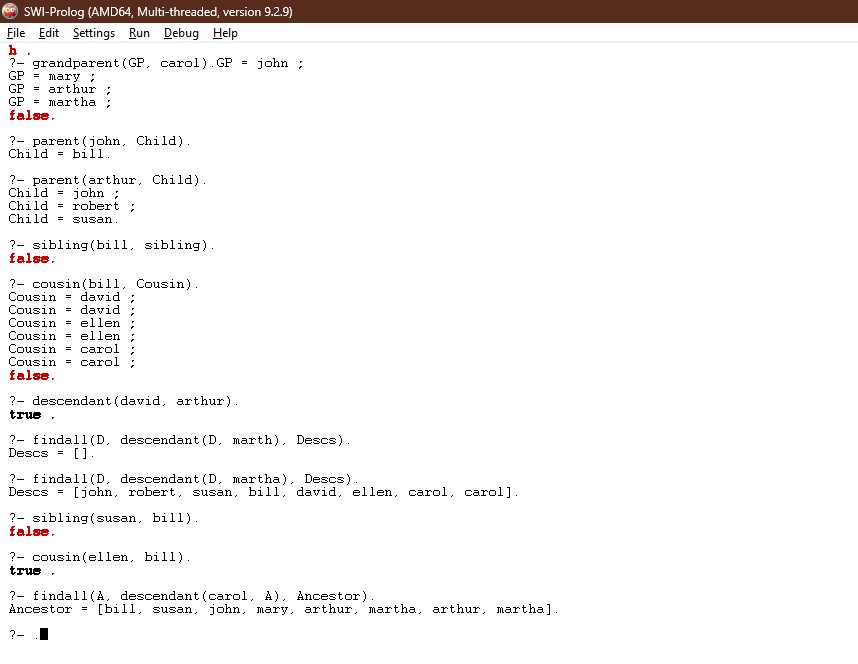 SWI-Prolog (AMD64, Multi-threaded, version 9.2.9)
File Edit Settings Run Debug Help
h .
?- grandparent(GP, carol).GP = john ;
GP = mary ;
GP = arthur ;
GP = martha ;
false.
?- parent(john, Child).
Child = bill.
?- parent(arthur, Child).
Child = john ;
Child = robert ;
Child = susan.
?- sibling(bill, sibling).
false.
?- cousin(bill, Cousin).
Cousin = david ;
Cousin = david ;
Cousin = ellen ;
Cousin = ellen ;
Cousin = carol ;
Cousin = carol ;
false.
?- descendant(david, arthur).
true .
?- findall(D, descendant(D, marth), Descs).
Descs = [].
?- findall(D, descendant(D, martha), Descs).
Descs = [john, robert, susan, bill, david, ellen, carol, carol].
?- sibling(susan, bill).
false.
?- cousin(ellen, bill).
true .
?- findall(A, descendant(carol, A), Ancestor).
Ancestor = [bill, susan, john, mary, arthur, martha, arthur, martha].
?- .